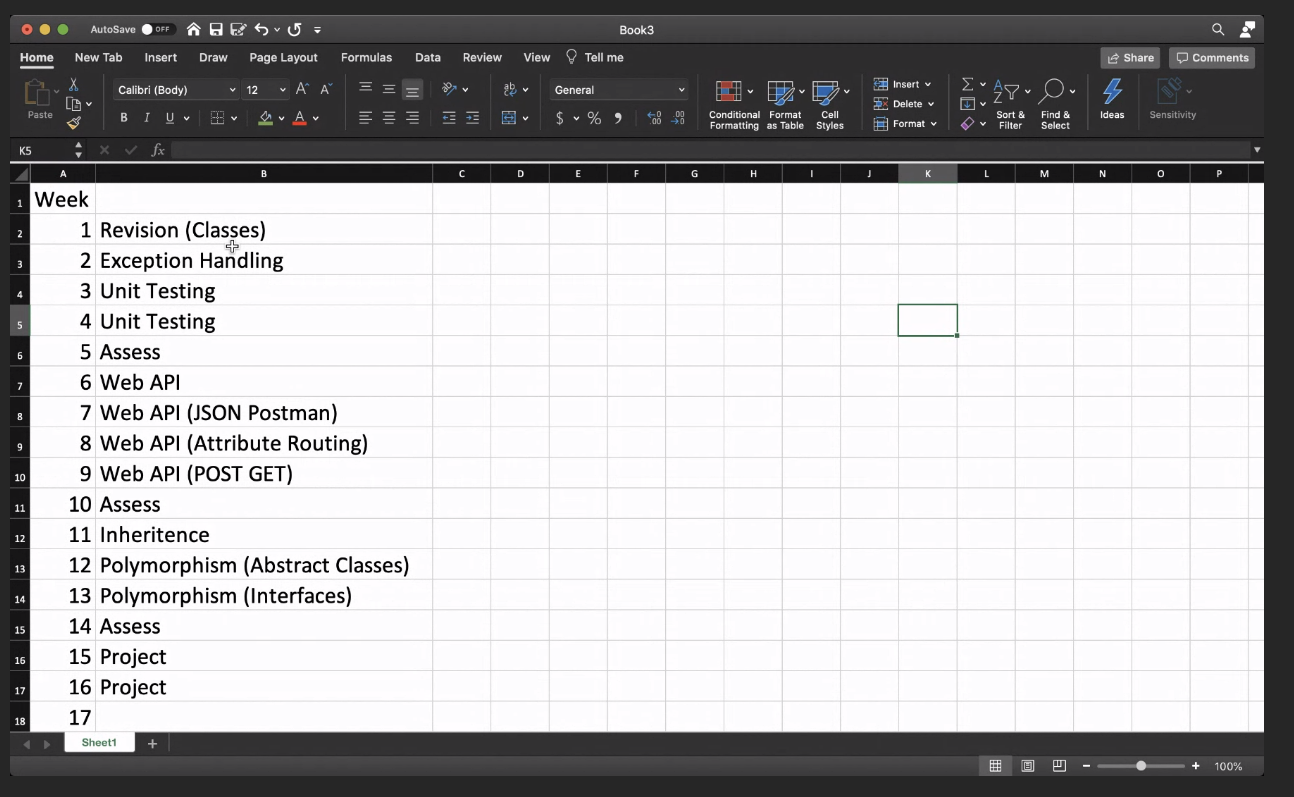 AutoSave OFF Book3
Home New Tab Insert Draw Page Layout Formulas Data Review View Tell me Share Comments
Paste Calibri (Body) 12 A A ab General Insert
B I U A $ % Conditional Formatting Format as Table Cell Styles Delete Format Sort & Filter Find & Select Ideas Sensitivity
K5 fx
A B C D E F G H I J K L M N O P
1 Week
2 1 Revision (Classes)
3 2 Exception Handling
4 3 Unit Testing
5 4 Unit Testing
6 5 Assess
7 6 Web API
8 7 Web API (JSON Postman)
9 8 Web API (Attribute Routing)
10 9 Web API (POST GET)
11 10 Assess
12 11 Inheritence
13 12 Polymorphism (Abstract Classes)
14 13 Polymorphism (Interfaces)
15 14 Assess
16 15 Project
17 16 Project
18 17
Sheet1 +
100%